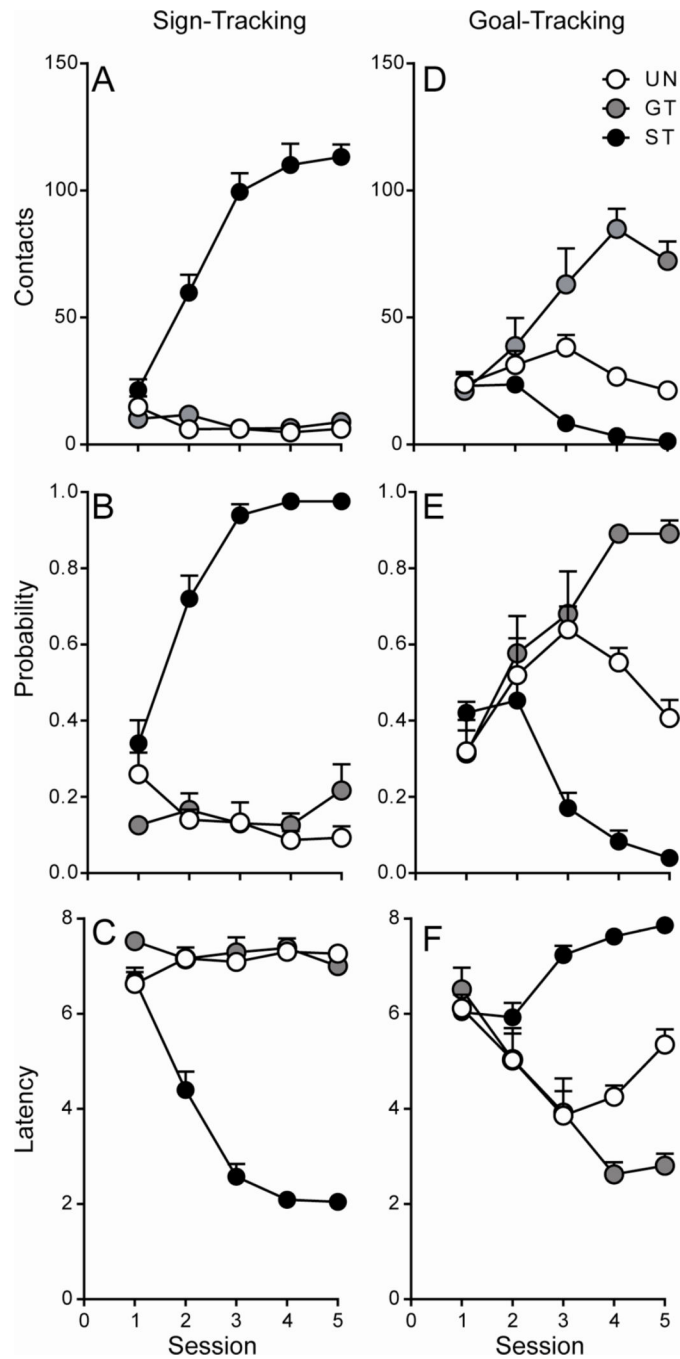 Sign-Tracking
Goal-Tracking
A
150
100
50
0
Contacts
D
UN
GT
ST
150
100
50
0
B
1.0
0.8
0.6
0.4
0.2
0.0
Probability
E
1.0
0.8
0.6
0.4
0.2
0.0
C
8
6
4
2
0
Latency
0 1 2 3 4 5
Session
F
8
6
4
2
0
0 1 2 3 4 5
Session